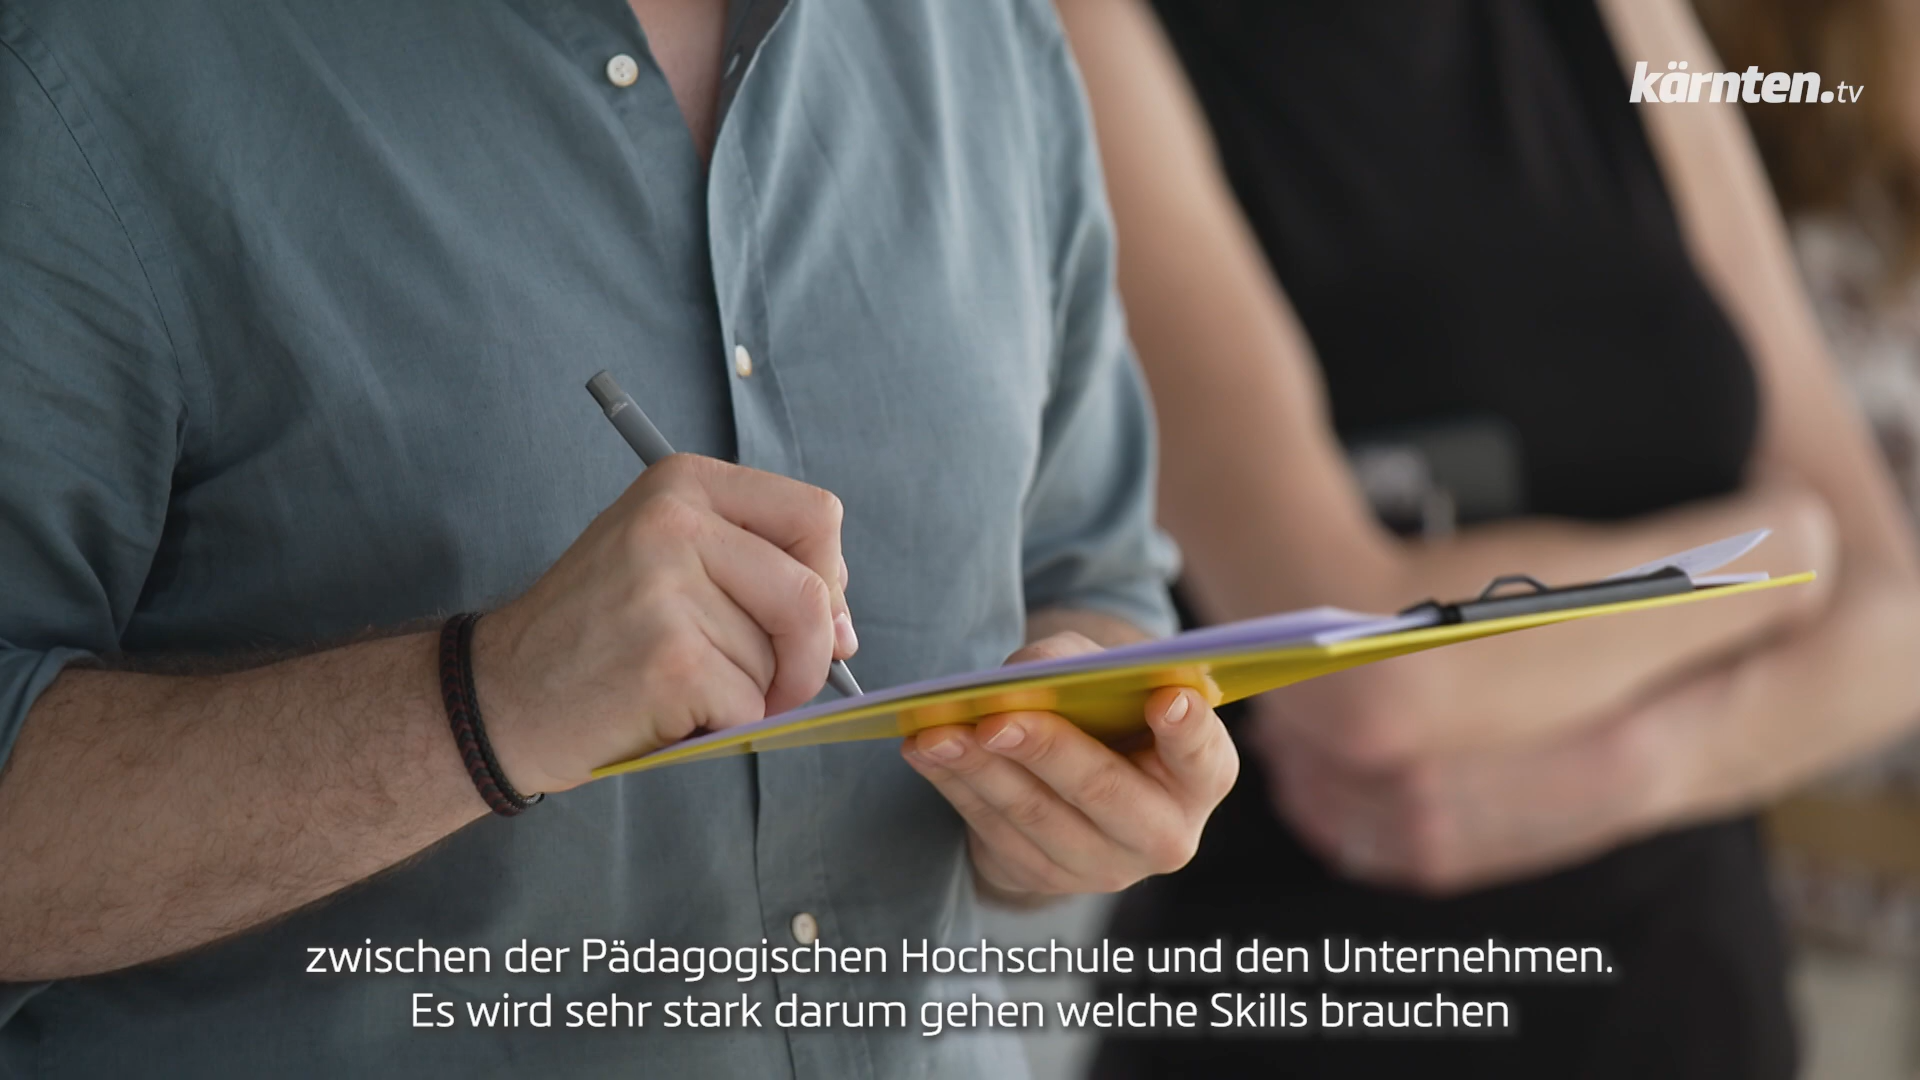 kärnten.tv
zwischen der Pädagogischen Hochschule und den Unternehmen.
Es wird sehr stark darum gehen welche Skills brauchen